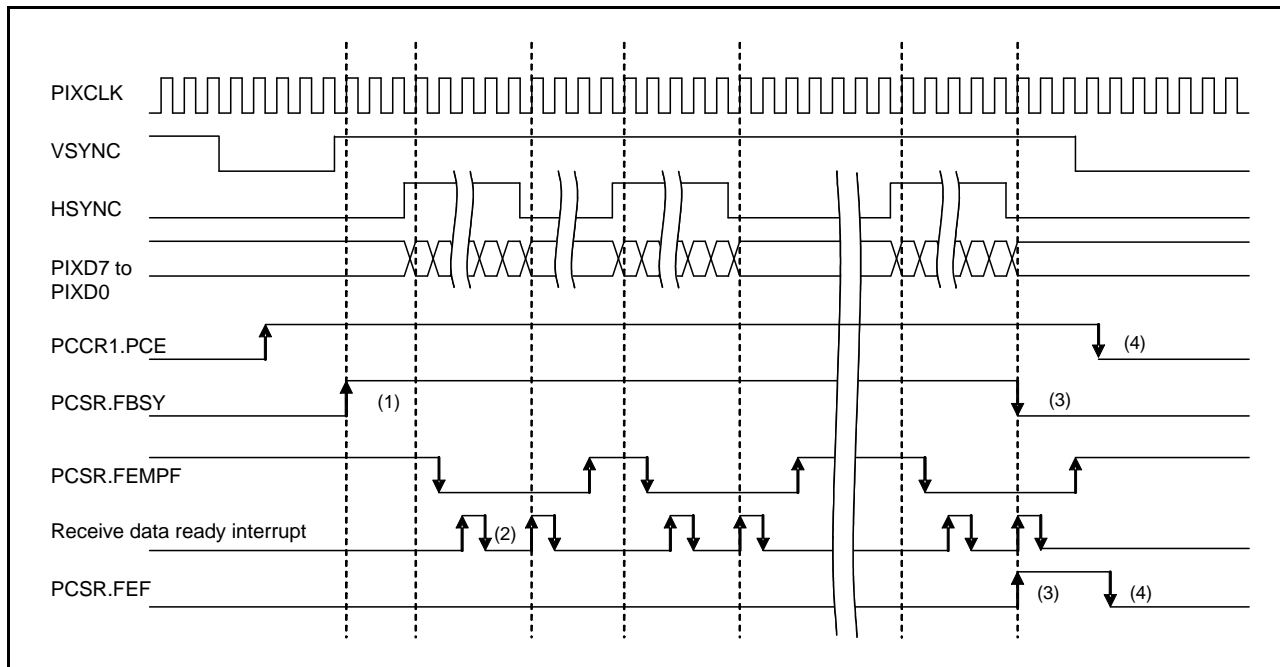 PIXCLK
VSYNC
HSYNC
PIXD7 to
PIXD0
PCCR1.PCE
(4)
PCSR.FBSY
(1)
(3)
PCSR.FEMPF
Receive data ready interrupt
(2)
PCSR.FEF
(3)
(4)